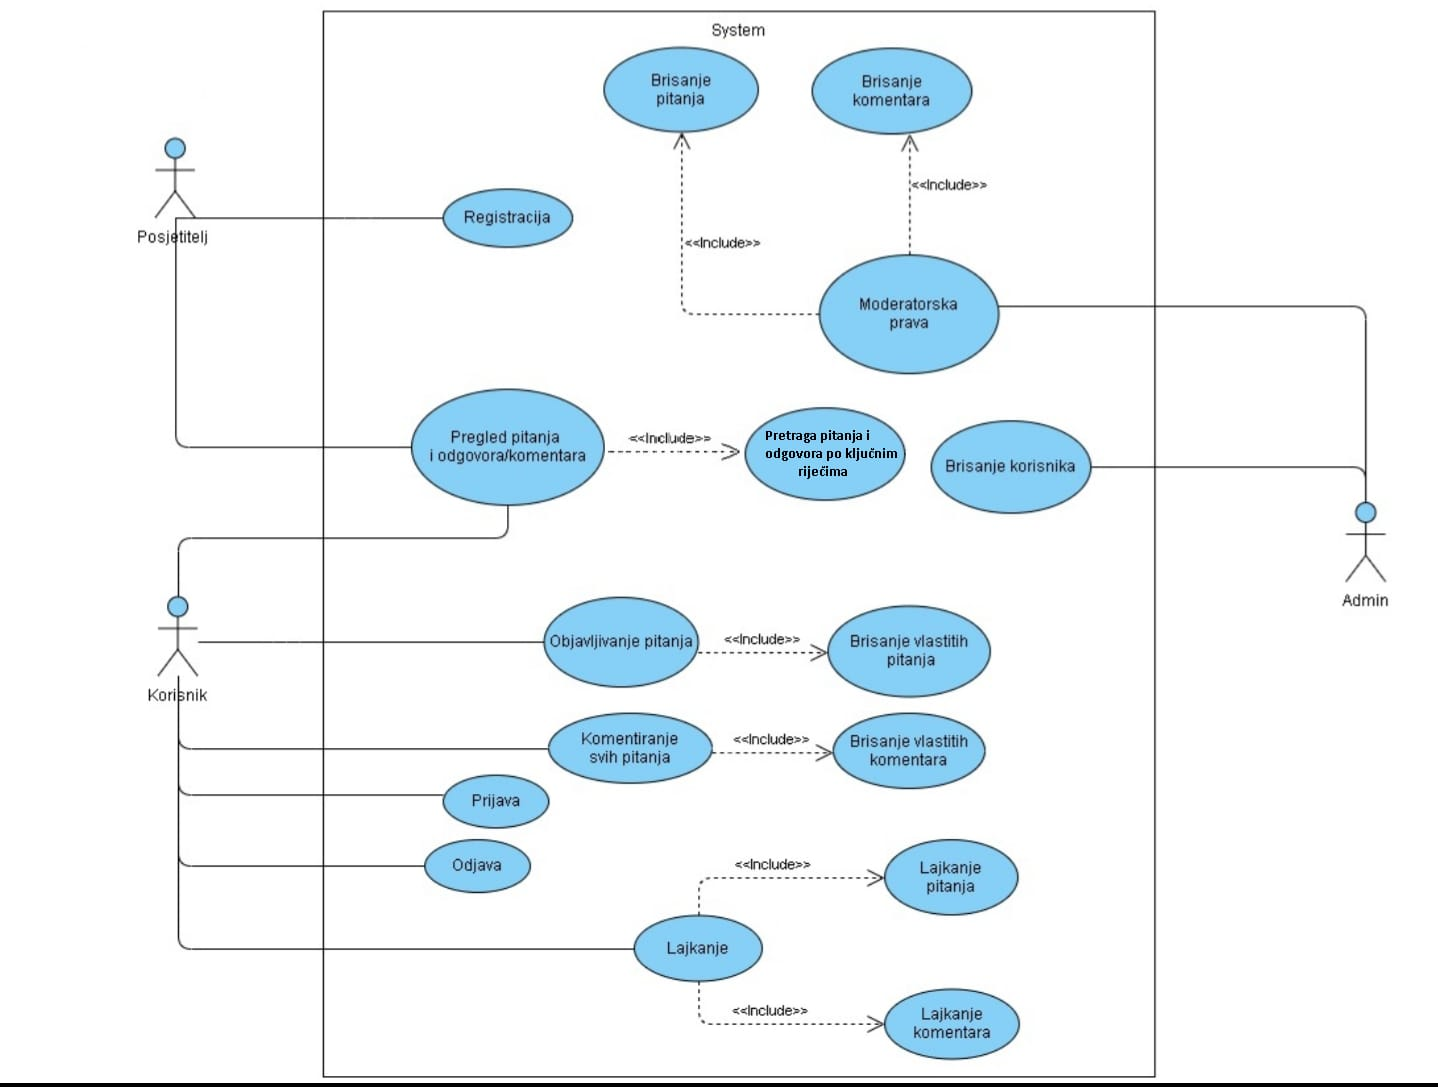 System
Brisanje
pitanja
Brisanje
komentara
<<Include>>
Registracija
Posjetitelj
<<Include>>
Moderatorska
prava
Pregled pitanja
i odgovora/komentara
<<Include>>
Pretraga pitanja i
odgovora po ključnim
riječima
Brisanje korisnika
Admin
Objavljivanje pitanja
<<Include>>
Brisanje vlastitih
pitanja
Korisnik
Komentiranje
svih pitanja
<<Include>>
Brisanje vlastitih
komentara
Prijava
Odjava
<<Include>>
Lajkanje
pitanja
Lajkanje
<<Include>>
Lajkanje
komentara